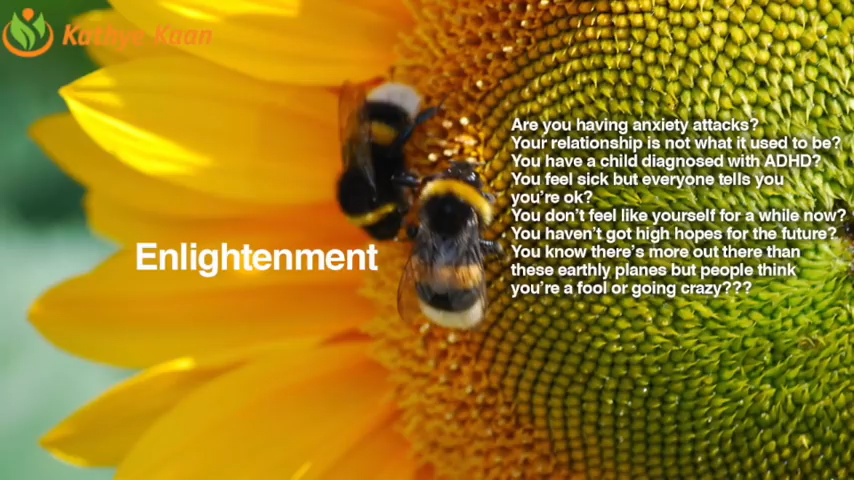 Kathye Kaan
Enlightenment
Are you having anxiety attacks?
Your relationship is not what it used to be?
You have a child diagnosed with ADHD?
You feel sick but everyone tells you
you're ok?
You don't feel like yourself for a while now?
You haven't got high hopes for the future?
You know there's more out there than
these earthly planes but people think
you're a fool or going crazy???